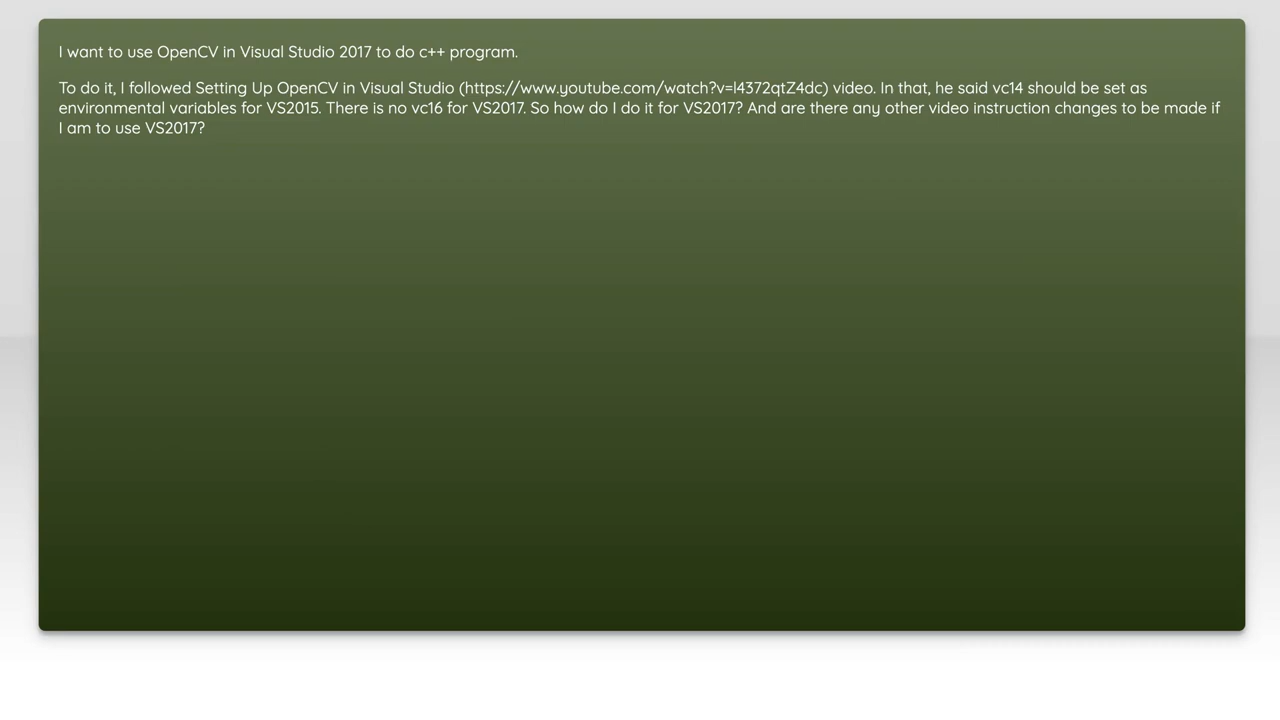 I want to use OpenCV in Visual Studio 2017 to do c++ program.
To do it, I followed Setting Up OpenCV in Visual Studio (https://www.youtube.com/watch?v=l4372qtZ4dc) video. In that, he said vc14 should be set as
environmental variables for VS2015. There is no vc16 for VS2017. So how do I do it for VS2017? And are there any other video instruction changes to be made if
I am to use VS2017?